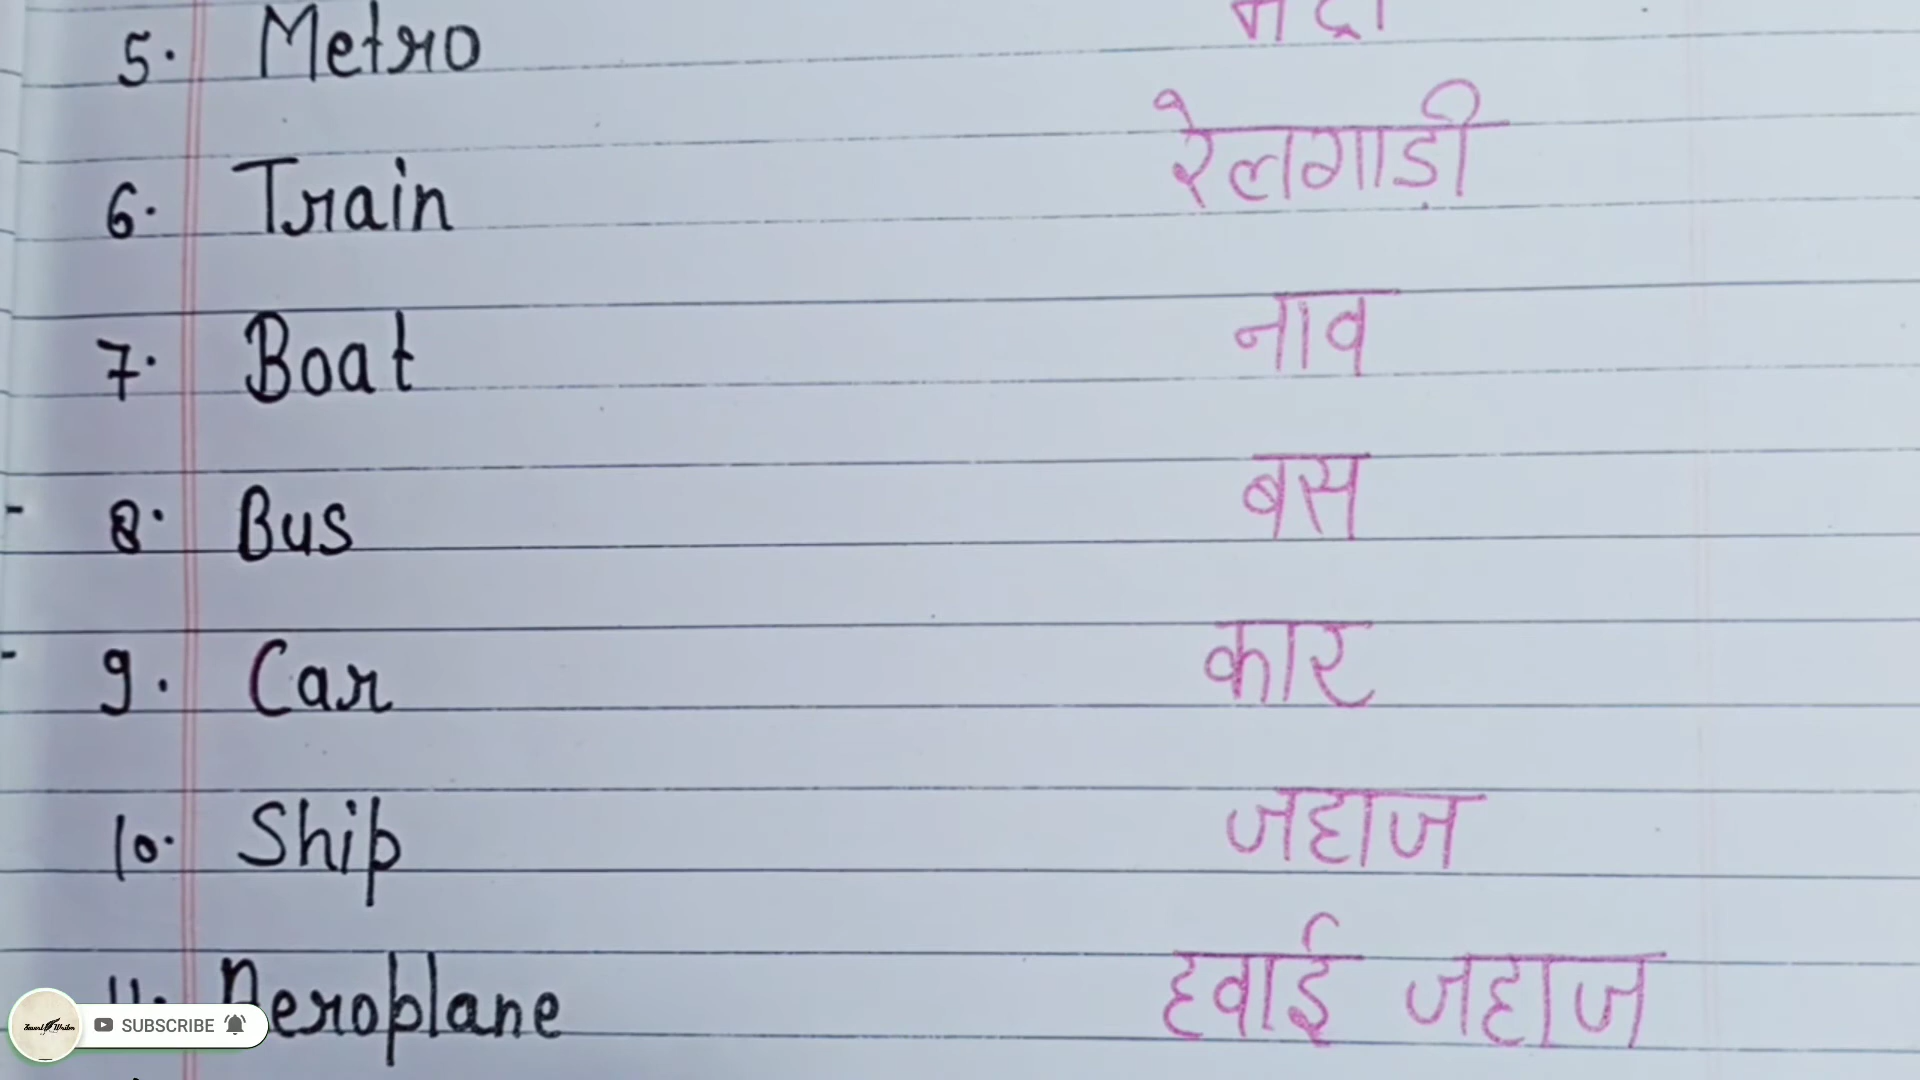 5. Metro मेट्रो
6. Train रेलगाड़ी
7. Boat नाव
8. Bus बस
9. Car कार
10. Ship जहाज
11. Aeroplane हवाई जहाज
SUBSCRIBE